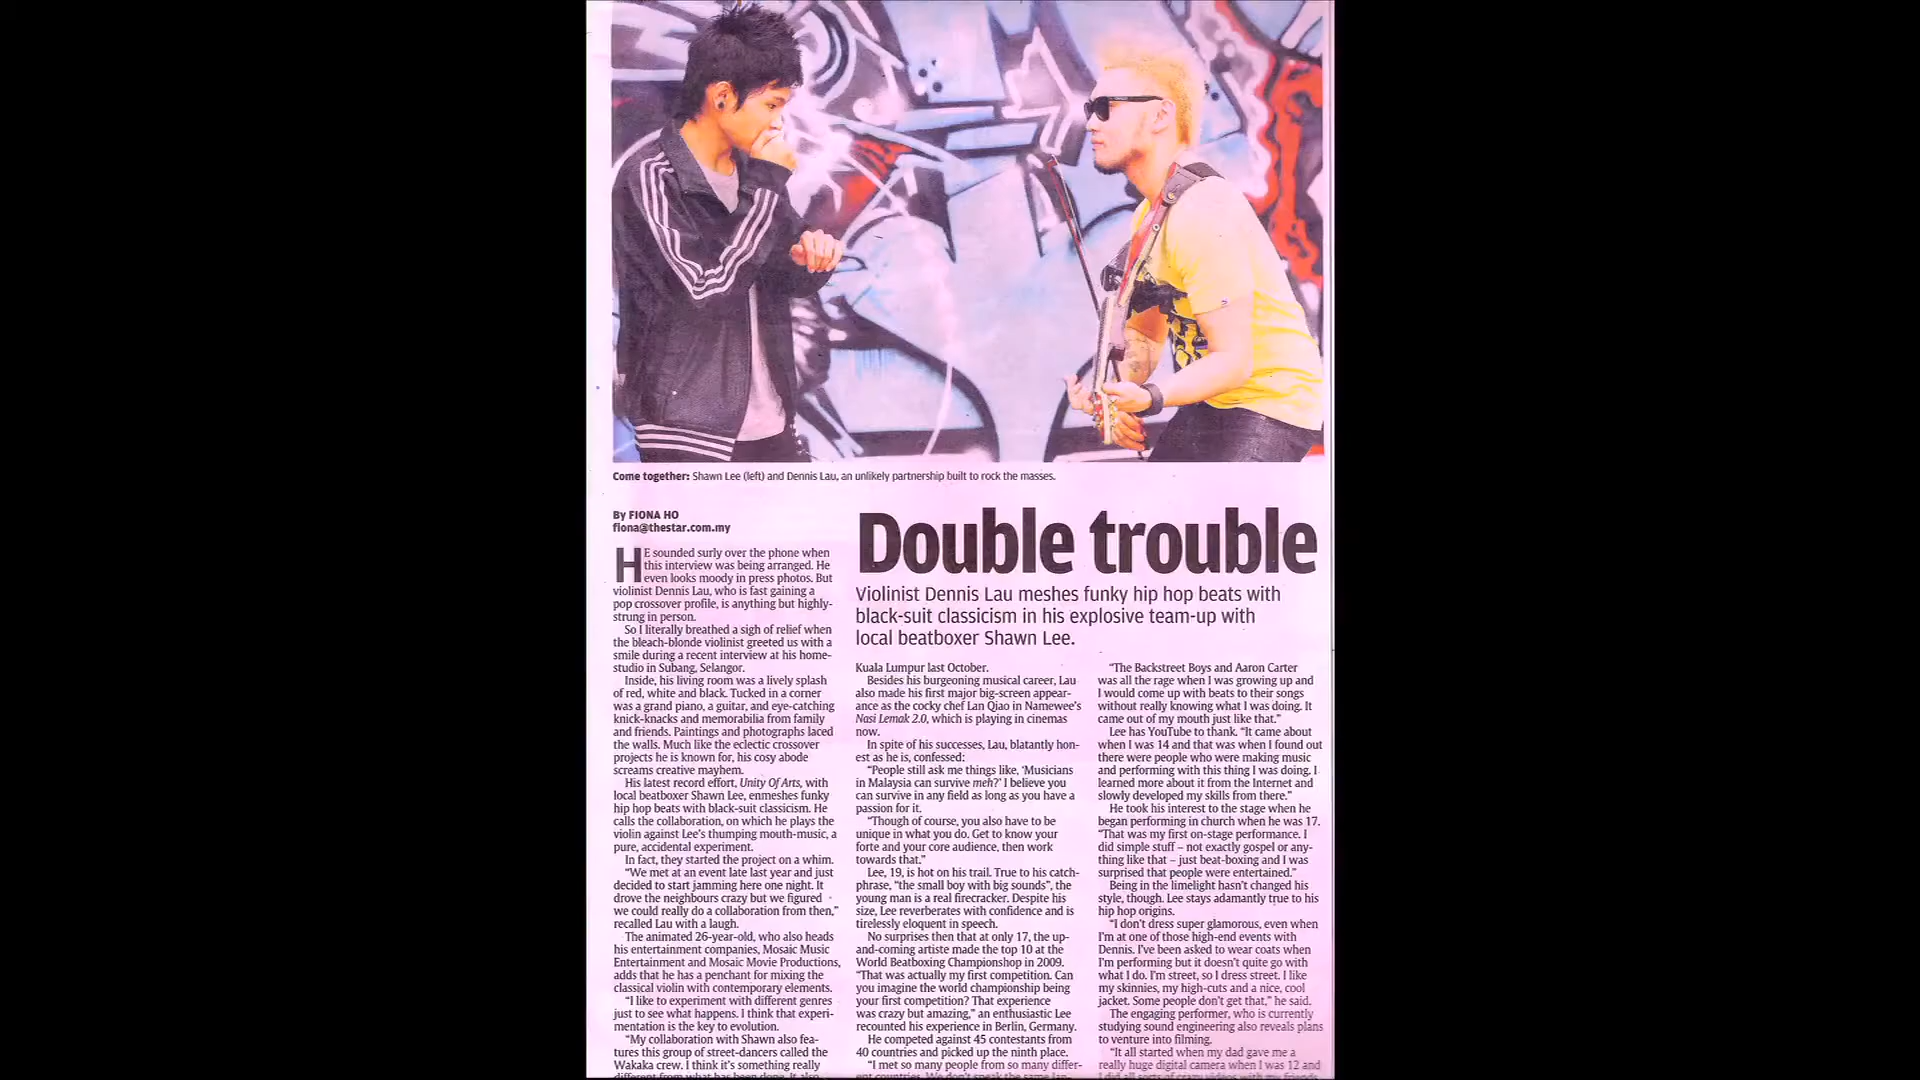 Come together: Shawn Lee (left) and Dennis Lau, an unlikely partnership built to rock the masses.
By FIONA HO
fiona@thestar.com.my
Double trouble
Violinist Dennis Lau meshes funky hip hop beats with
black-suit classicism in his explosive team-up with
local beatboxer Shawn Lee.
HE sounded surly over the phone when
this interview was being arranged. He
even looks moody in press photos. But
violinist Dennis Lau, who is fast gaining a
pop crossover profile, is anything but highly-
strung in person.
So I literally breathed a sigh of relief when
the bleach-blonde violinist greeted us with a
smile during a recent interview at his home-
studio in Subang, Selangor.
Inside, his living room was a lively splash
of red, white and black. Tucked in a corner
was a grand piano, a guitar, and eye-catching
knick-knacks and memorabilia from family
and friends. Paintings and photographs laced
the walls. Much like the eclectic crossover
projects he is known for, his cosy abode
screams creative mayhem.
His latest record effort, Unity Of Arts, with
local beatboxer Shawn Lee, enmeshes funky
hip hop beats with black-suit classicism. He
calls the collaboration, on which he plays the
violin against Lee's thumping mouth-music, a
pure, accidental experiment.
In fact, they started the project on a whim.
"We met at an event late last year and just
decided to start jamming here one night. It
drove the neighbours crazy but we figured
we could really do a collaboration from then,"
recalled Lau with a laugh.
The animated 26-year-old, who also heads
his entertainment companies, Mosaic Music
Entertainment and Mosaic Movie Productions,
adds that he has a penchant for mixing the
classical violin with contemporary elements.
"I like to experiment with different genres
just to see what happens. I think that experi-
mentation is the key to evolution.
"My collaboration with Shawn also fea-
tures this group of street-dancers called the
Wakaka crew. I think it's something really
different from what has been done. It also
Kuala Lumpur last October.
Besides his burgeoning musical career, Lau
also made his first major big-screen appear-
ance as the cocky chef Lan Qiao in Namewee's
Nasi Lemak 2.0, which is playing in cinemas
now.
In spite of his successes, Lau, blatantly hon-
est as he is, confessed:
"People still ask me things like, 'Musicians
in Malaysia can survive meh?' I believe you
can survive in any field as long as you have a
passion for it.
"Though of course, you also have to be
unique in what you do. Get to know your
forte and your core audience, then work
towards that."
Lee, 19, is hot on his trail. True to his catch-
phrase, "the small boy with big sounds", the
young man is a real firecracker. Despite his
size, Lee reverberates with confidence and is
tirelessly eloquent in speech.
No surprises then that at only 17, the up-
and-coming artiste made the top 10 at the
World Beatboxing Championshop in 2009.
"That was actually my first competition. Can
you imagine the world championship being
your first competition? That experience
was crazy but amazing," an enthusiastic Lee
recounted his experience in Berlin, Germany.
He competed against 45 contestants from
40 countries and picked up the ninth place.
"I met so many people from so many differ-
ent countries. We don't speak the same lan-
"The Backstreet Boys and Aaron Carter
was all the rage when I was growing up and
I would come up with beats to their songs
without really knowing what I was doing. It
came out of my mouth just like that."
Lee has YouTube to thank. "It came about
when I was 14 and that was when I found out
there were people who were making music
and performing with this thing I was doing. I
learned more about it from the Internet and
slowly developed my skills from there."
He took his interest to the stage when he
began performing in church when he was 17.
"That was my first on-stage performance. I
did simple stuff – not exactly gospel or any-
thing like that – just beat-boxing and I was
surprised that people were entertained."
Being in the limelight hasn't changed his
style, though. Lee stays adamantly true to his
hip hop origins.
"I don't dress super glamorous, even when
I'm at one of those high-end events with
Dennis. I've been asked to wear coats when
I'm performing but it doesn't quite go with
what I do. I'm street, so I dress street. I like
my skinnies, my high-cuts and a nice, cool
jacket. Some people don't get that," he said.
The engaging performer, who is currently
studying sound engineering also reveals plans
to venture into filming.
"It all started when my dad gave me a
really huge digital camera when I was 12 and
I did all sorts of crazy videos with my friends